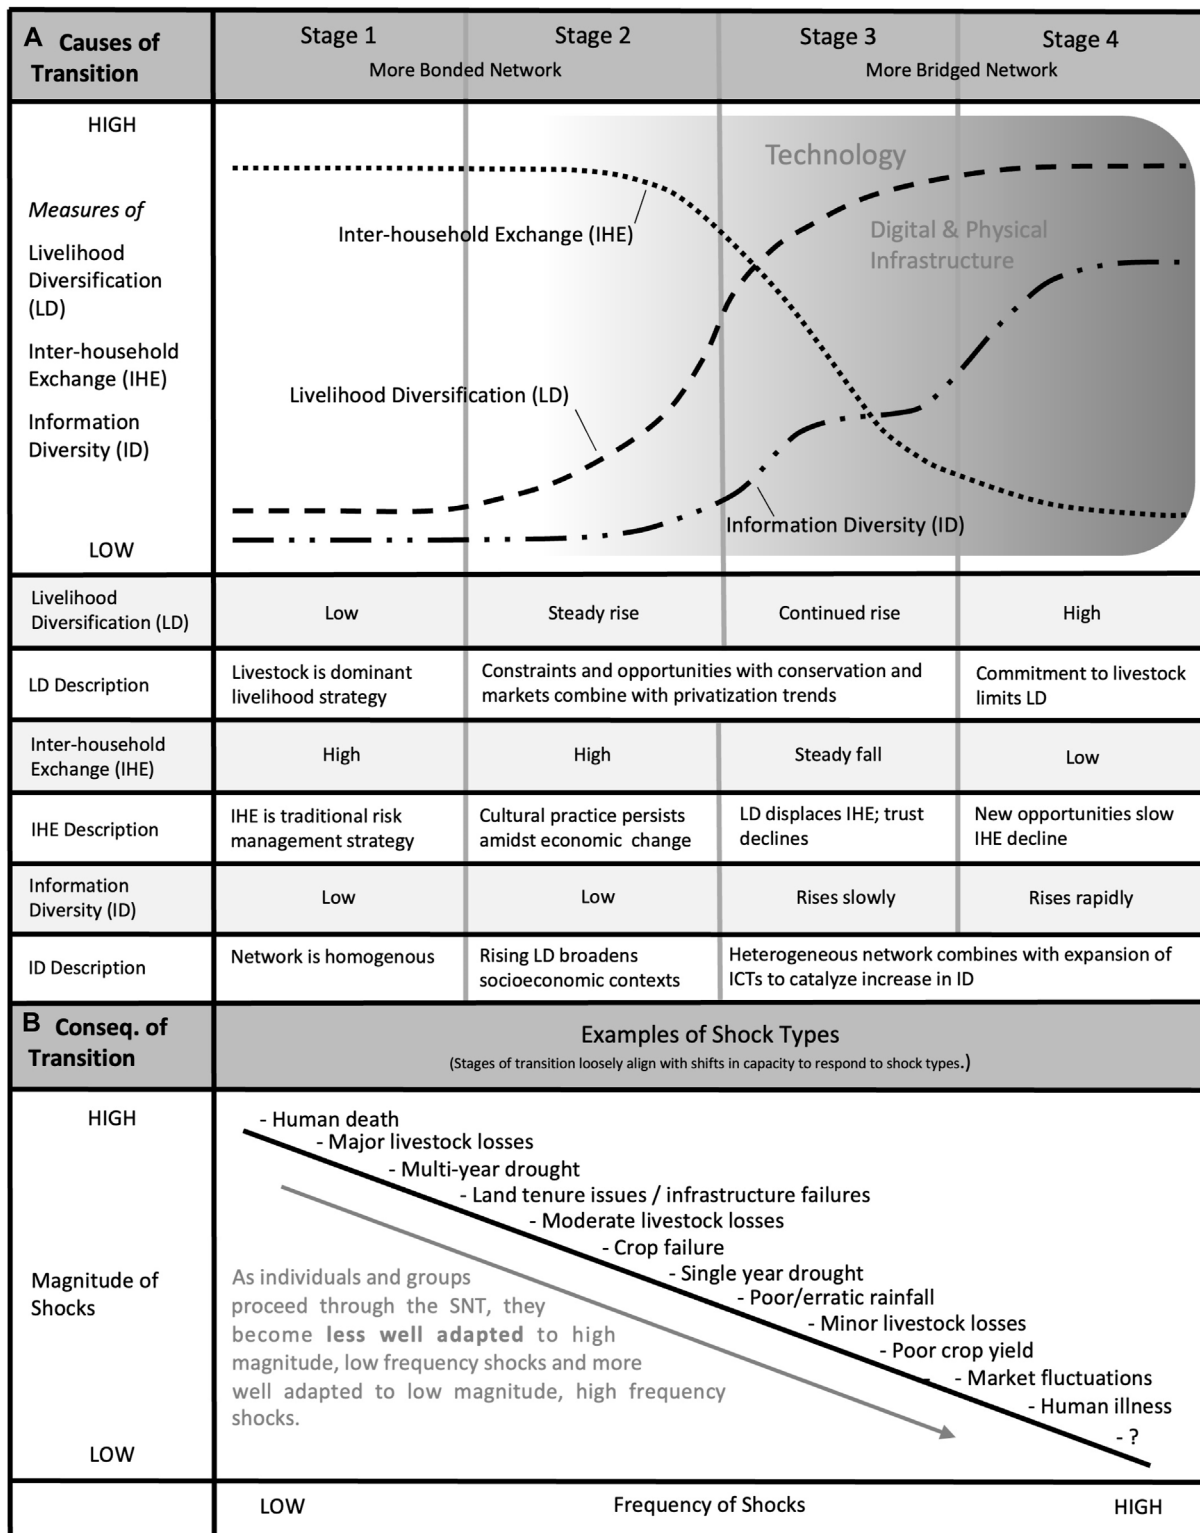 A Causes of
Transition
Stage 1
Stage 2
Stage 3
Stage 4
More Bonded Network
More Bridged Network
HIGH
Measures of
Livelihood
Diversification
(LD)
Inter-household
Exchange (IHE)
Information
Diversity (ID)
LOW
Technology
Digital & Physical
Infrastructure
Inter-household Exchange (IHE)
Livelihood Diversification (LD)
Information Diversity (ID)
Livelihood
Diversification (LD)
Low
Steady rise
Continued rise
High
LD Description
Livestock is dominant
livelihood strategy
Constraints and opportunities with conservation and
markets combine with privatization trends
Commitment to livestock
limits LD
Inter-household
Exchange (IHE)
High
High
Steady fall
Low
IHE Description
IHE is traditional risk
management strategy
Cultural practice persists
amidst economic change
LD displaces IHE; trust
declines
New opportunities slow
IHE decline
Information
Diversity (ID)
Low
Low
Rises slowly
Rises rapidly
ID Description
Network is homogenous
Rising LD broadens
socioeconomic contexts
Heterogeneous network combines with expansion of
ICTs to catalyze increase in ID
B Conseq. of
Transition
Examples of Shock Types
(Stages of transition loosely align with shifts in capacity to respond to shock types.)
HIGH
Magnitude of
Shocks
LOW
- Human death
- Major livestock losses
- Multi-year drought
- Land tenure issues / infrastructure failures
- Moderate livestock losses
- Crop failure
- Single year drought
- Poor/erratic rainfall
- Minor livestock losses
- Poor crop yield
- Market fluctuations
- Human illness
- ?
As individuals and groups
proceed through the SNT, they
become less well adapted to high
magnitude, low frequency shocks and more
well adapted to low magnitude, high frequency
shocks.
LOW
Frequency of Shocks
HIGH